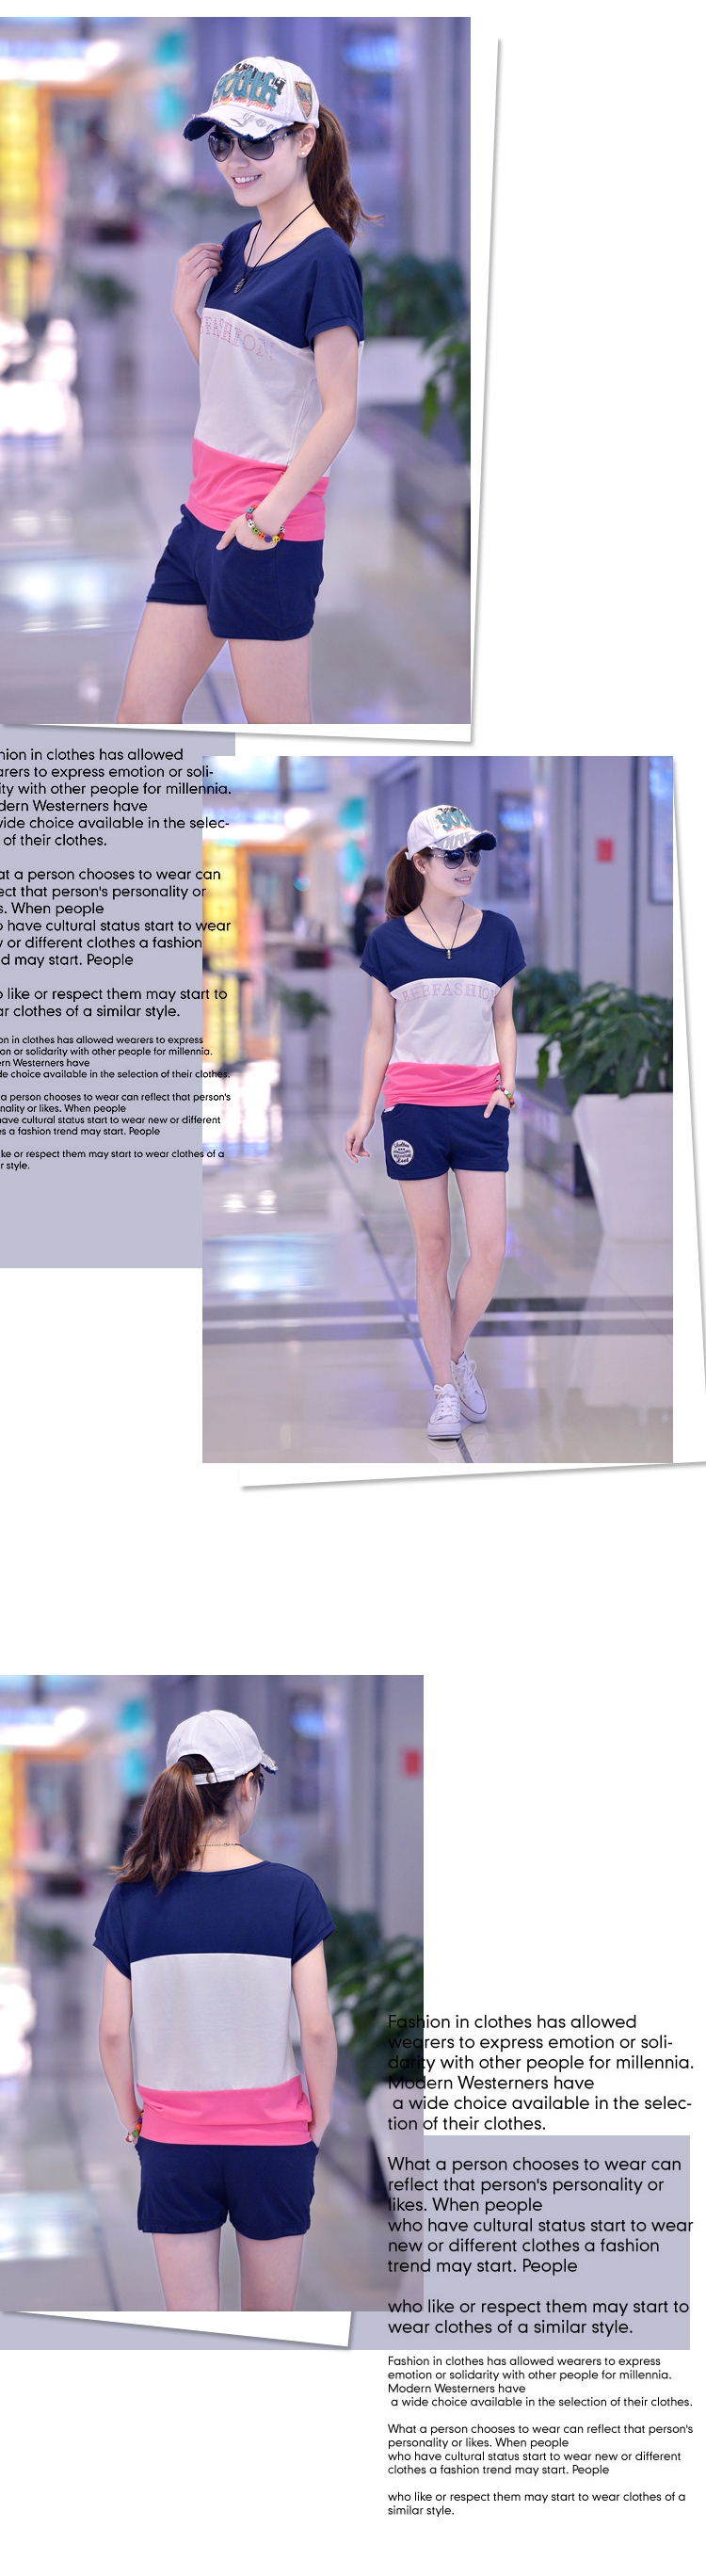 youth
FASHION
hion in clothes has allowed
arers to express emotion or soli-
ity with other people for millennia.
dern Westerners have
vide choice available in the selec-
of their clothes.
at a person chooses to wear can
ect that person's personality or
s. When people
o have cultural status start to wear
v or different clothes a fashion
d may start. People
o like or respect them may start to
ar clothes of a similar style.
on in clothes has allowed wearers to express
on or solidarity with other people for millennia.
ern Westerners have
de choice available in the selection of their clothes.
a person chooses to wear can reflect that person's
nality or likes. When people
have cultural status start to wear new or different
es a fashion trend may start. People
ke or respect them may start to wear clothes of a
r style.
FASHION
Fashion in clothes has allowed
wearers to express emotion or soli-
darity with other people for millennia.
Modern Westerners have
a wide choice available in the selec-
tion of their clothes.
What a person chooses to wear can
reflect that person's personality or
likes. When people
who have cultural status start to wear
new or different clothes a fashion
trend may start. People
who like or respect them may start to
wear clothes of a similar style.
Fashion in clothes has allowed wearers to express
emotion or solidarity with other people for millennia.
Modern Westerners have
a wide choice available in the selection of their clothes.
What a person chooses to wear can reflect that person's
personality or likes. When people
who have cultural status start to wear new or different
clothes a fashion trend may start. People
who like or respect them may start to wear clothes of a
similar style.